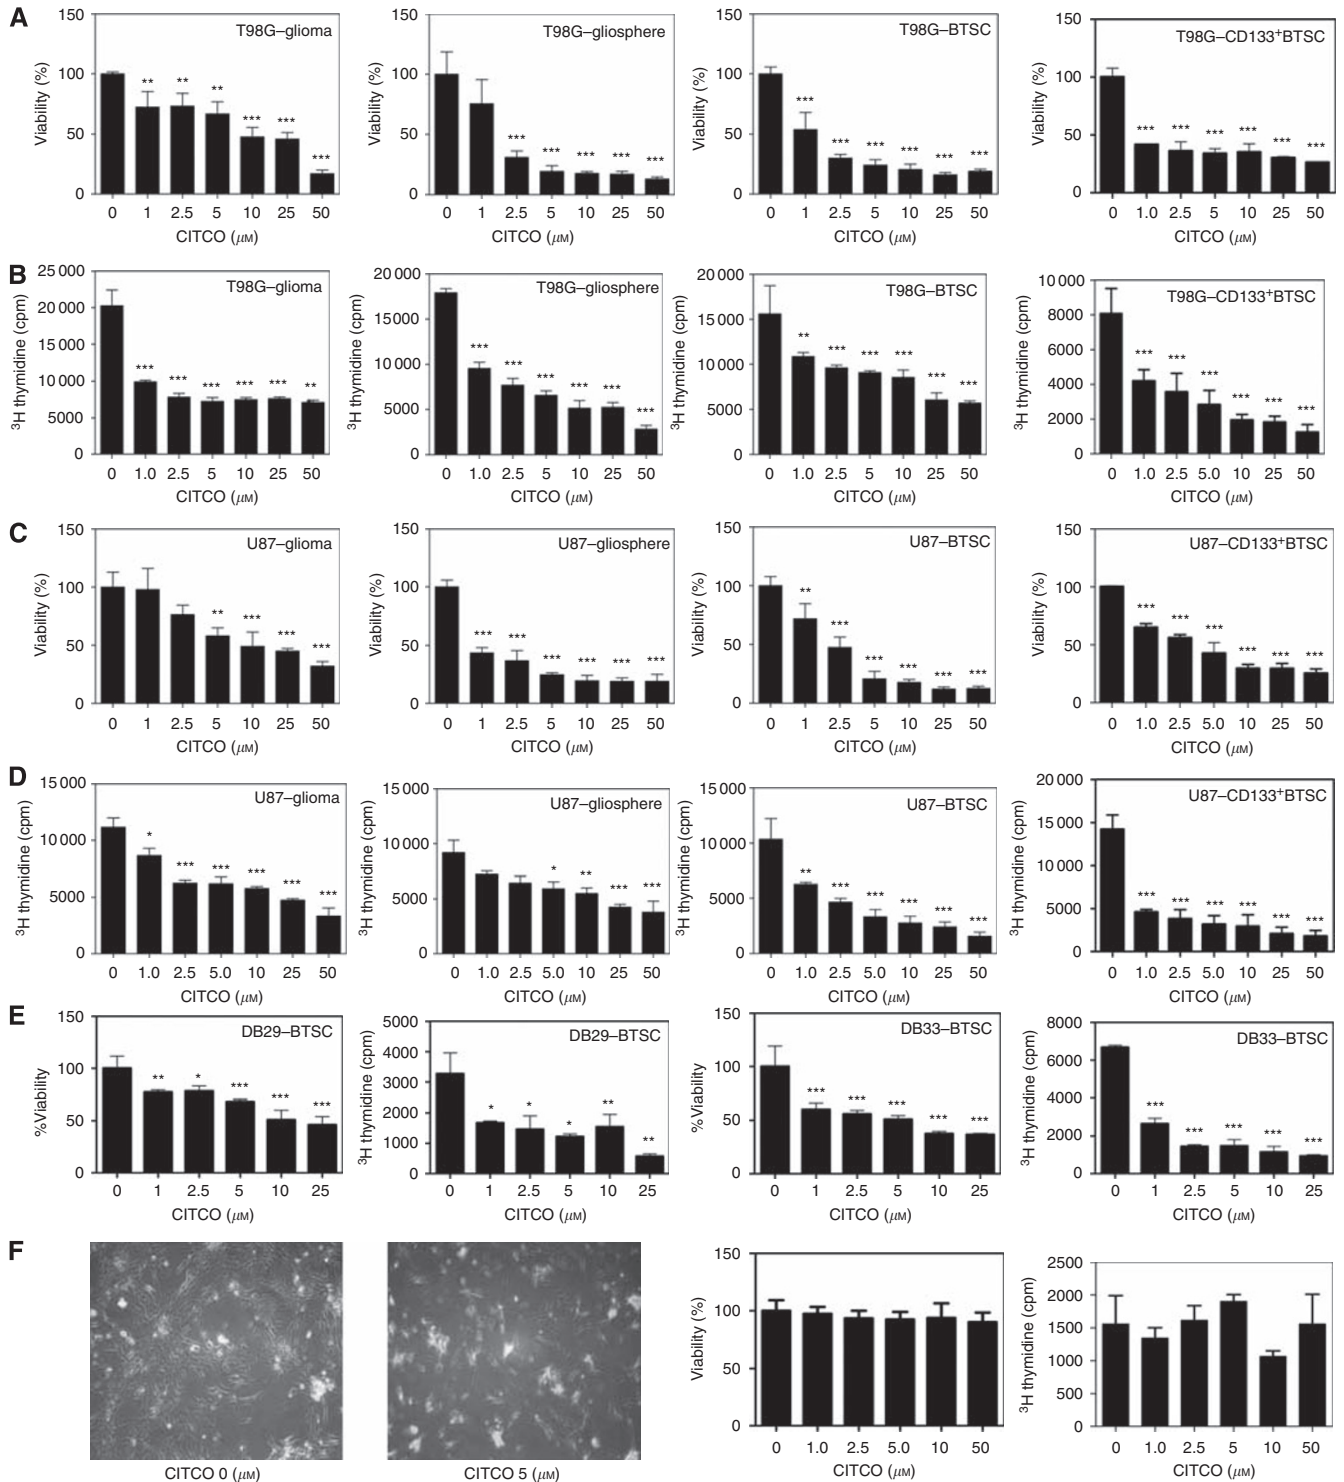 A
T98G–glioma
Viability (%)
150
100
50
0
** ** ** *** *** ***
0 1 2.5 5 10 25 50
CITCO (μM)
T98G–gliosphere
Viability (%)
150
100
50
0
*** *** *** *** ***
0 1 2.5 5 10 25 50
CITCO (μM)
T98G–BTSC
Viability (%)
150
100
50
0
*** *** *** *** *** ***
0 1 2.5 5 10 25 50
CITCO (μM)
T98G–CD133⁺BTSC
Viability (%)
150
100
50
0
*** *** *** *** *** ***
0 1.0 2.5 5 10 25 50
CITCO (μM)
B
T98G–glioma
³H thymidine (cpm)
25 000
20 000
15 000
10 000
5000
0
*** *** *** *** *** **
0 1.0 2.5 5 10 25 50
CITCO (μM)
T98G–gliosphere
³H thymidine (cpm)
20 000
15 000
10 000
5000
0
*** *** *** *** *** ***
0 1.0 2.5 5 10 25 50
CITCO (μM)
T98G–BTSC
³H thymidine (cpm)
20 000
15 000
10 000
5000
0
** *** *** *** *** ***
0 1.0 2.5 5 10 25 50
CITCO (μM)
T98G–CD133⁺BTSC
³H thymidine (cpm)
10 000
8000
6000
4000
2000
0
*** *** *** *** *** ***
0 1.0 2.5 5.0 10 25 50
CITCO (μM)
C
U87–glioma
Viability (%)
150
100
50
0
** *** *** ***
0 1 2.5 5 10 25 50
CITCO (μM)
U87–gliosphere
Viability (%)
150
100
50
0
*** *** *** *** *** ***
0 1 2.5 5 10 25 50
CITCO (μM)
U87–BTSC
Viability (%)
150
100
50
0
** *** *** *** *** ***
0 1 2.5 5 10 25 50
CITCO (μM)
U87–CD133⁺BTSC
Viability (%)
150
100
50
0
*** *** *** *** *** ***
0 1.0 2.5 5.0 10 25 50
CITCO (μM)
D
U87–glioma
³H thymidine (cpm)
15 000
10 000
5000
0
* *** *** *** *** ***
0 1.0 2.5 5.0 10 25 50
CITCO (μM)
U87–gliosphere
³H thymidine (cpm)
15 000
10 000
5000
0
* ** *** ***
0 1.0 2.5 5.0 10 25 50
CITCO (μM)
U87–BTSC
³H thymidine (cpm)
15 000
10 000
5000
0
** *** *** *** *** ***
0 1.0 2.5 5.0 10 25 50
CITCO (μM)
U87–CD133⁺BTSC
³H thymidine (cpm)
20 000
15 000
10 000
5000
0
*** *** *** *** *** ***
0 1.0 2.5 5.0 10 25 50
CITCO (μM)
E
DB29–BTSC
%Viability
150
100
50
0
** * *** *** ***
0 1 2.5 5 10 25
CITCO (μM)
DB29–BTSC
³H thymidine (cpm)
5000
4000
3000
2000
1000
0
* * * ** **
0 1 2.5 5 10 25
CITCO (μM)
DB33–BTSC
%Viability
150
100
50
0
*** *** *** *** ***
0 1 2.5 5 10 25
CITCO (μM)
DB33–BTSC
³H thymidine (cpm)
8000
6000
4000
2000
0
*** *** *** *** ***
0 1 2.5 5 10 25
CITCO (μM)
F
CITCO 0 (μM)
CITCO 5 (μM)
Viability (%)
150
100
50
0
0 1.0 2.5 5.0 10 50
CITCO (μM)
³H thymidine (cpm)
2500
2000
1500
1000
500
0
0 1.0 2.5 5 10 50
CITCO (μM)